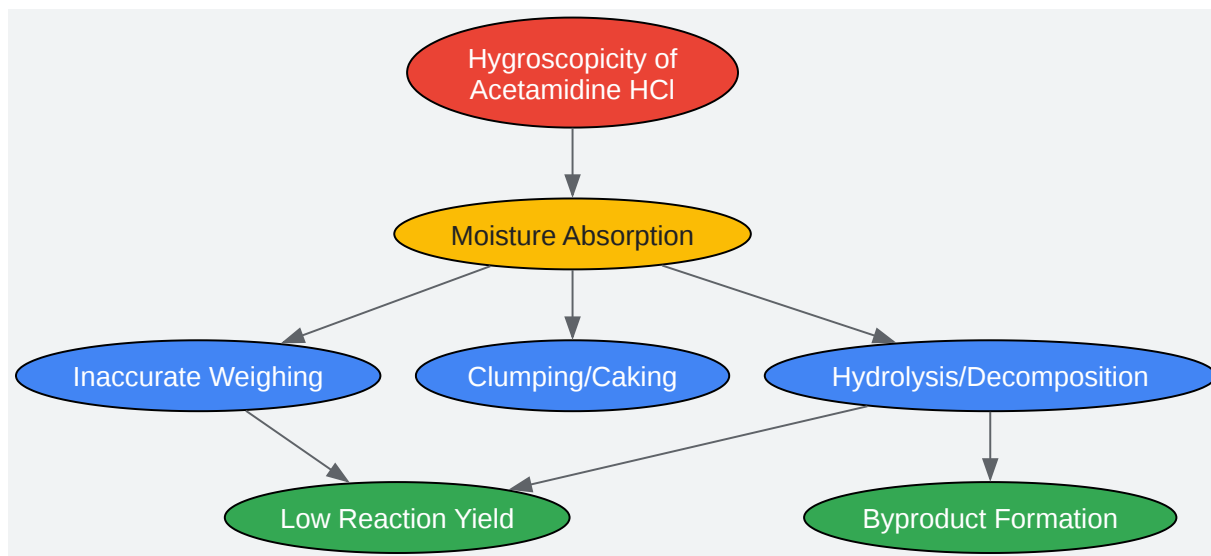 Hygroscopicity of
Acetamidine HCl
Moisture Absorption
Inaccurate Weighing
Clumping/Caking
Hydrolysis/Decomposition
Low Reaction Yield
Byproduct Formation